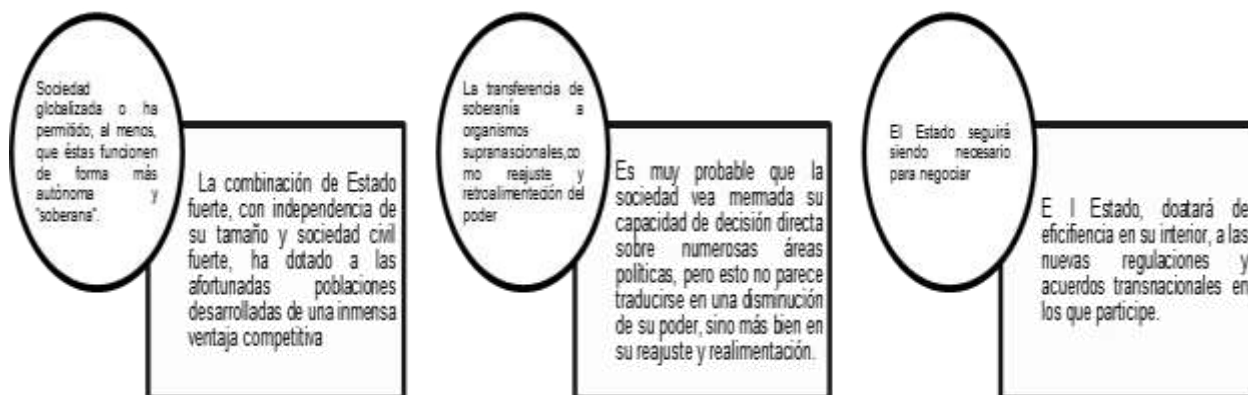 Sociedad
globalizada o ha
permitido, al menos,
que éstas funcionen
de forma más
autónoma y
"soberana".
La combinación de Estado
fuerte, con independencia de
su tamaño y sociedad civil
fuerte, ha dotado a las
afortunadas poblaciones
desarrolladas de una inmensa
ventaja competitiva
La transferencia de
soberanía a
organismos
supranascionales,co
mo reajuste y
retroalimenteción del
poder
Es muy probable que la
sociedad vea mermada su
capacidad de decisión directa
sobre numerosas áreas
políticas, pero esto no parece
traducirse en una disminución
de su poder, sino más bien en
su reajuste y realimentación.
El Estado seguirá
siendo necesario
para negociar
E l Estado, doatará de
eficifiencia en su interior, a las
nuevas regulaciones y
acuerdos transnacionales en
los que participe.